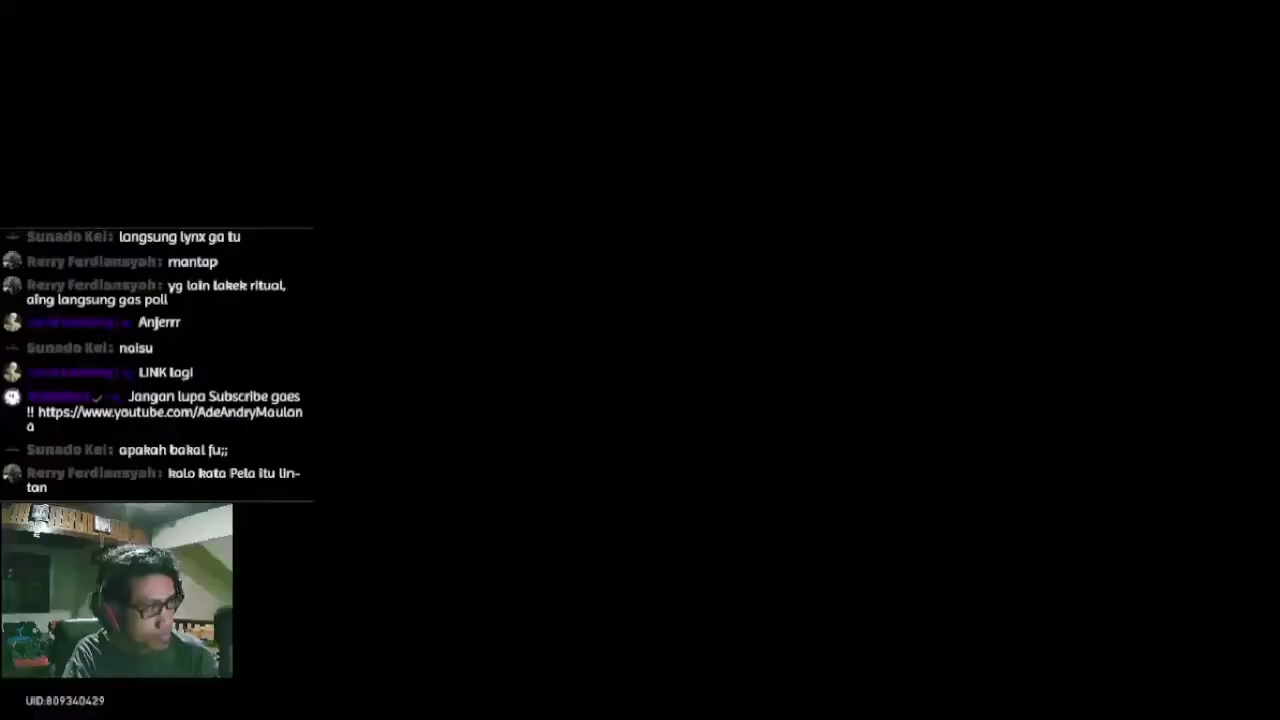 Sunado Kei: langsung lynx ga tu
Rerry Ferdiansyah: mantap
Rerry Ferdiansyah: yg lain lakek ritual,
aing langsung gas poll
Anjerrr
Sunado Kei: naisu
LINK lagi
Jangan lupa Subscribe gaes
!! https://www.youtube.com/AdeAndryMaulan
a
Sunado Kei: apakah bakal fu;;
Rerry Ferdiansyah: kalo kata Pela itu lin-
tan
UID:809340429